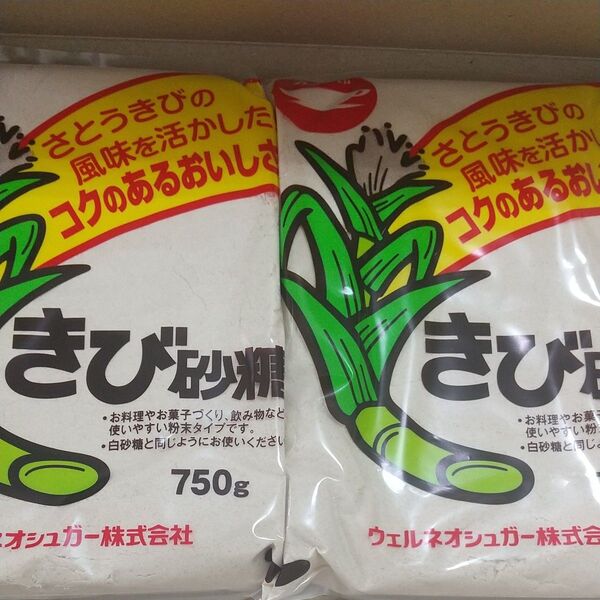 さとうきびの
風味を活かした
コクのあるおいしさ
きび砂糖
・お料理やお菓子づくり、飲み物など
使いやすい粉末タイプです。
・白砂糖と同じようにお使いください
750g
ネオシュガー株式会社
さとうきびの
風味を活かし
コクのあるおい
きび
・お料理やお菓子づ
使いやすい粉
・白砂糖と同じよ
ウェルネオシュガー株式会